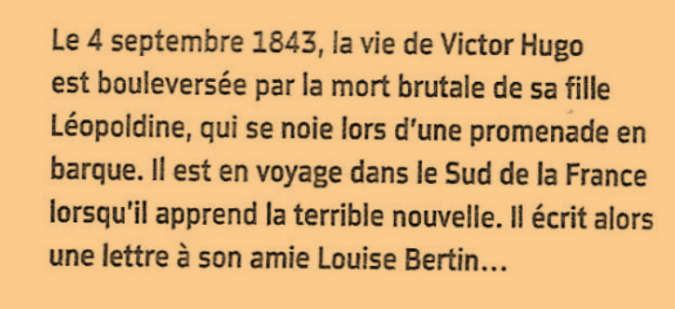 Le 4 septembre 1843, la vie de Victor Hugo
est bouleversée par la mort brutale de sa fille
Léopoldine, qui se noie lors d'une promenade en
barque. Il est en voyage dans le Sud de la France
lorsqu'il apprend la terrible nouvelle. Il écrit alors
une lettre à son amie Louise Bertin...